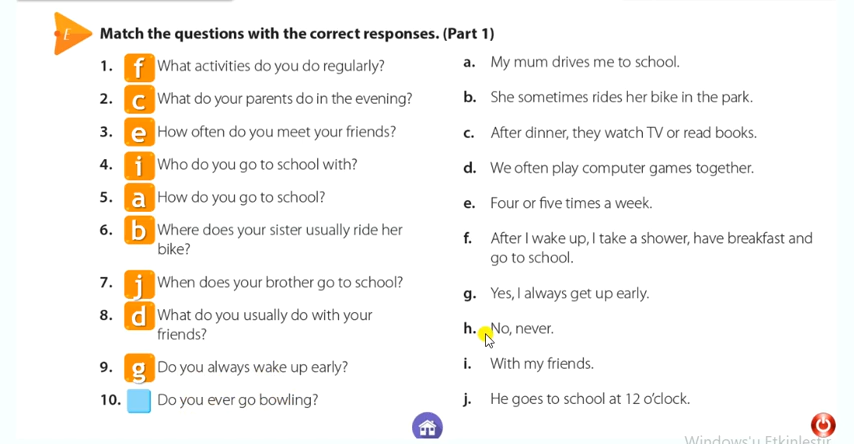 E Match the questions with the correct responses. (Part 1)
1. f What activities do you do regularly?
2. c What do your parents do in the evening?
3. e How often do you meet your friends?
4. i Who do you go to school with?
5. a How do you go to school?
6. b Where does your sister usually ride her
bike?
7. j When does your brother go to school?
8. d What do you usually do with your
friends?
9. g Do you always wake up early?
10. Do you ever go bowling?
a. My mum drives me to school.
b. She sometimes rides her bike in the park.
c. After dinner, they watch TV or read books.
d. We often play computer games together.
e. Four or five times a week.
f. After I wake up, I take a shower, have breakfast and
go to school.
g. Yes, I always get up early.
h. No, never.
i. With my friends.
j. He goes to school at 12 o'clock.
Windows'u Etkinleştir